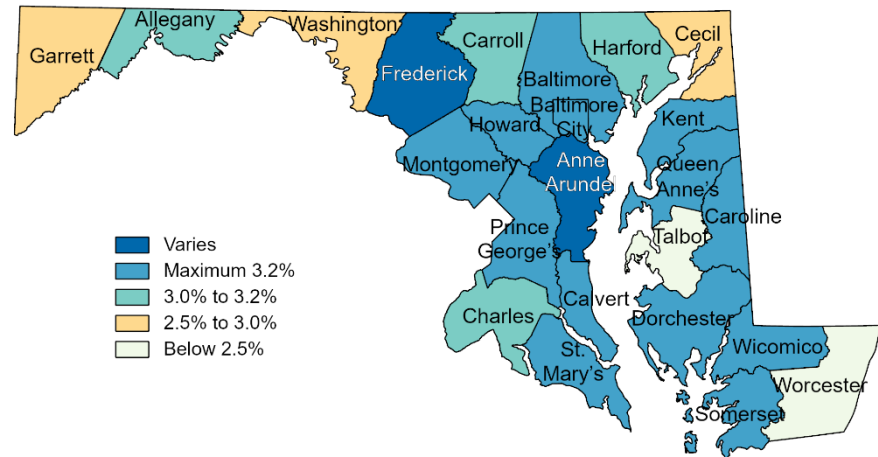 Garrett
Allegany
Washington
Frederick
Carroll
Baltimore
Harford
Cecil
Baltimore
City
Howard
Montgomery
Kent
Anne
Arundel
Queen
Anne's
Caroline
Talbot
Prince
George's
Charles
Calvert
St.
Mary's
Dorchester
Wicomico
Worcester
Somerset
Varies
Maximum 3.2%
3.0% to 3.2%
2.5% to 3.0%
Below 2.5%